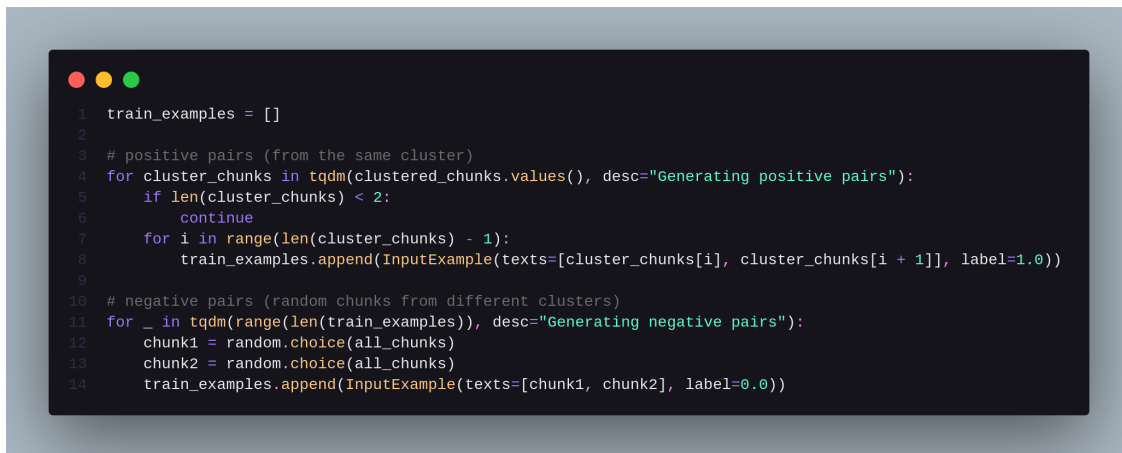 1 train_examples = []
2
3 # positive pairs (from the same cluster)
4 for cluster_chunks in tqdm(clustered_chunks.values(), desc="Generating positive pairs"):
5     if len(cluster_chunks) < 2:
6         continue
7     for i in range(len(cluster_chunks) - 1):
8         train_examples.append(InputExample(texts=[cluster_chunks[i], cluster_chunks[i + 1]], label=1.0))
9
10 # negative pairs (random chunks from different clusters)
11 for _ in tqdm(range(len(train_examples)), desc="Generating negative pairs"):
12     chunk1 = random.choice(all_chunks)
13     chunk2 = random.choice(all_chunks)
14     train_examples.append(InputExample(texts=[chunk1, chunk2], label=0.0))